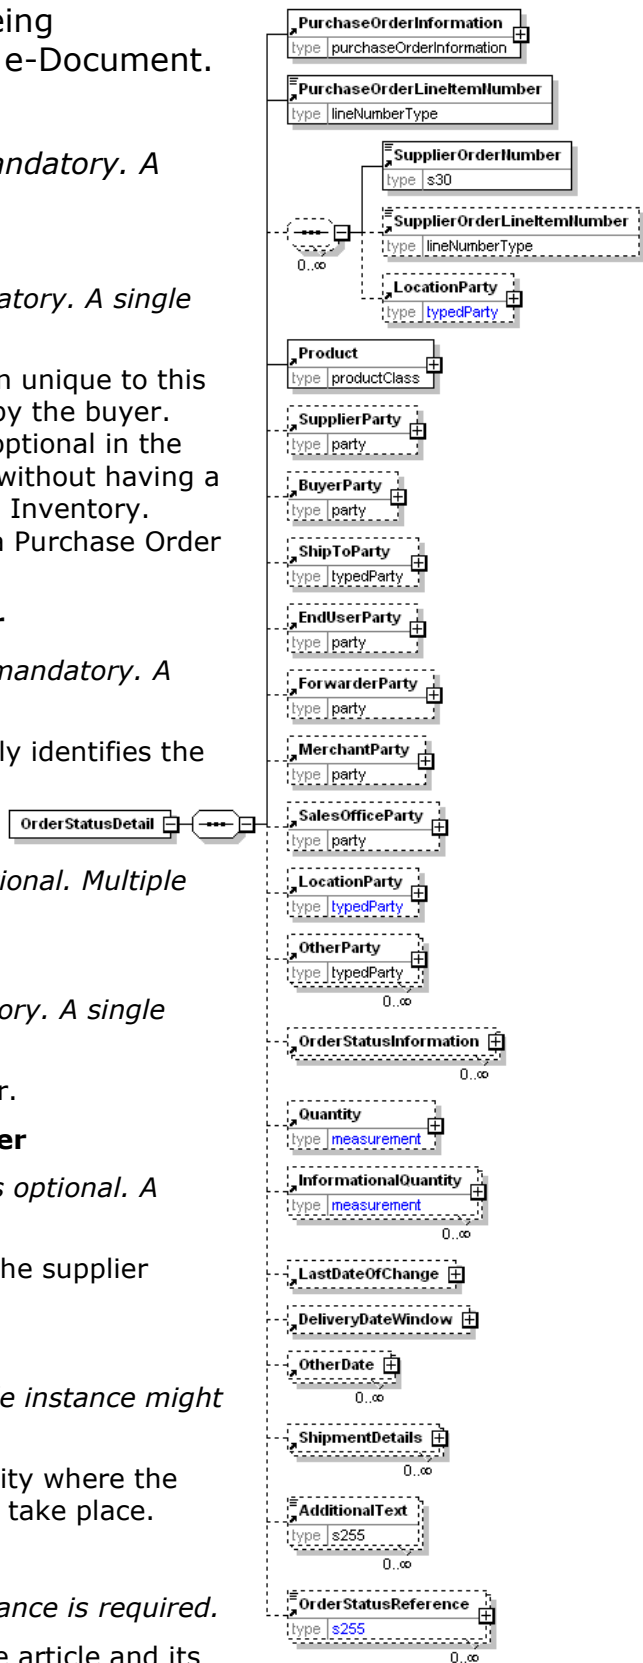 eing
e-Document.
andatory. A
atory. A single
n unique to this
by the buyer.
optional in the
without having a
Inventory.
n Purchase Order
r
mandatory. A
ly identifies the
ional. Multiple
ory. A single
r.
er
s optional. A
he supplier
e instance might
ity where the
take place.
ance is required.
e article and its
OrderStatusDetail
PurchaseOrderInformation
type purchaseOrderInformation
PurchaseOrderLineItemNumber
type lineNumberType
0..∞
SupplierOrderNumber
type s30
SupplierOrderLineItemNumber
type lineNumberType
LocationParty
type typedParty
Product
type productClass
SupplierParty
type party
BuyerParty
type party
ShipToParty
type typedParty
EndUserParty
type party
ForwarderParty
type party
MerchantParty
type party
SalesOfficeParty
type party
LocationParty
type typedParty
OtherParty
type typedParty
0..∞
OrderStatusInformation
0..∞
Quantity
type measurement
InformationalQuantity
type measurement
0..∞
LastDateOfChange
DeliveryDateWindow
OtherDate
0..∞
ShipmentDetails
0..∞
AdditionalText
type s255
0..∞
OrderStatusReference
type s255
0..∞